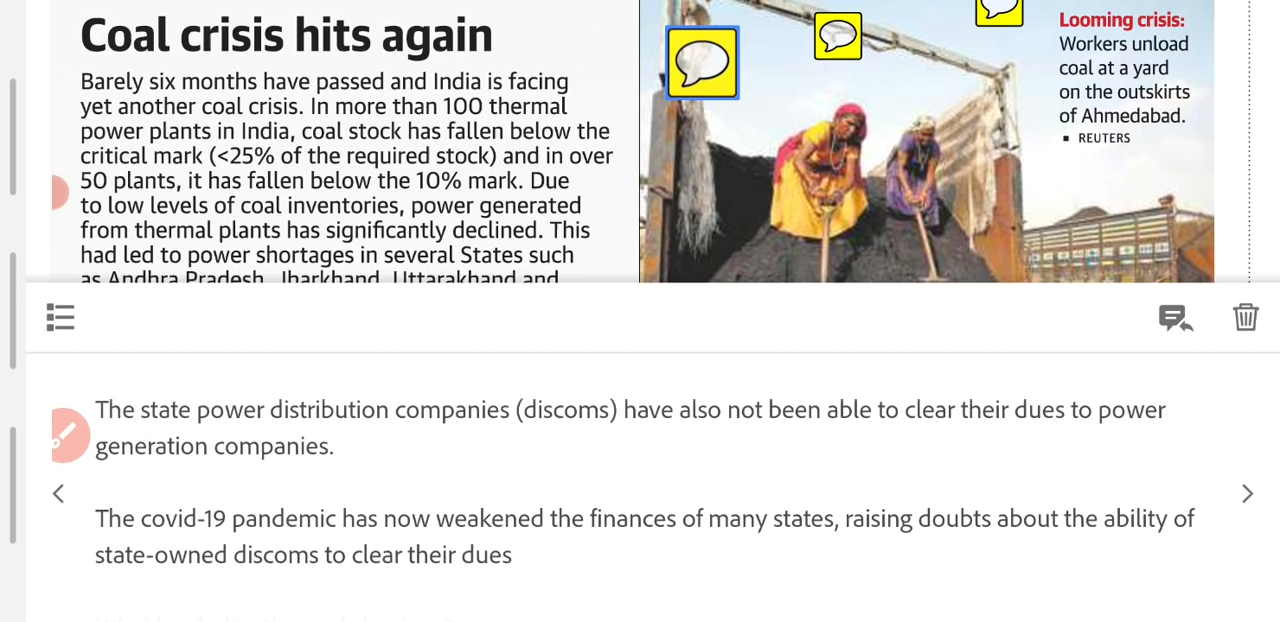 Coal crisis hits again
Barely six months have passed and India is facing
yet another coal crisis. In more than 100 thermal
power plants in India, coal stock has fallen below the
critical mark (<25% of the required stock) and in over
50 plants, it has fallen below the 10% mark. Due
to low levels of coal inventories, power generated
from thermal plants has significantly declined. This
had led to power shortages in several States such
as Andhra Pradesh, Jharkhand, Uttarakhand and
Looming crisis:
Workers unload
coal at a yard
on the outskirts
of Ahmedabad.
▪ REUTERS
The state power distribution companies (discoms) have also not been able to clear their dues to power
generation companies.
The covid-19 pandemic has now weakened the finances of many states, raising doubts about the ability of
state-owned discoms to clear their dues